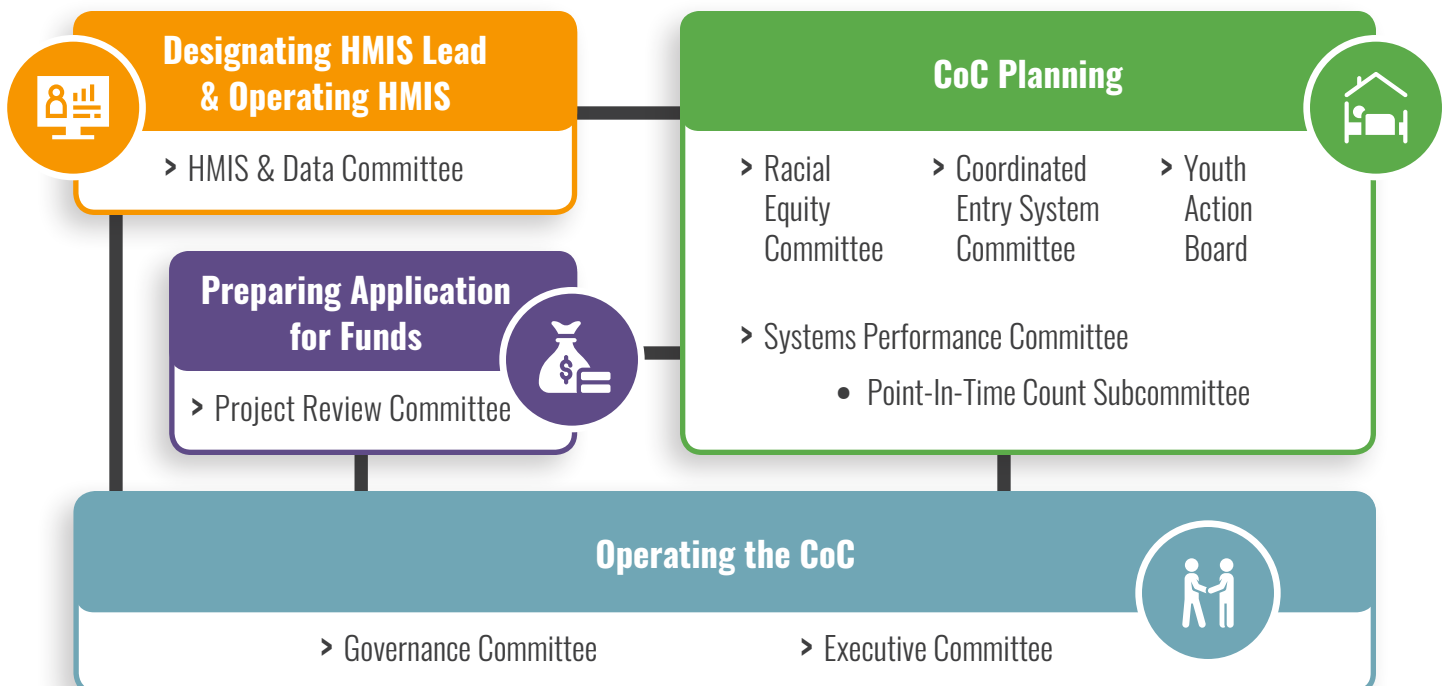 Designating HMIS Lead
& Operating HMIS
> HMIS & Data Committee
CoC Planning
> Racial
Equity
Committee
> Coordinated
Entry System
Committee
> Youth
Action
Board
> Systems Performance Committee
• Point-In-Time Count Subcommittee
Preparing Application
for Funds
$
> Project Review Committee
Operating the CoC
> Governance Committee
> Executive Committee